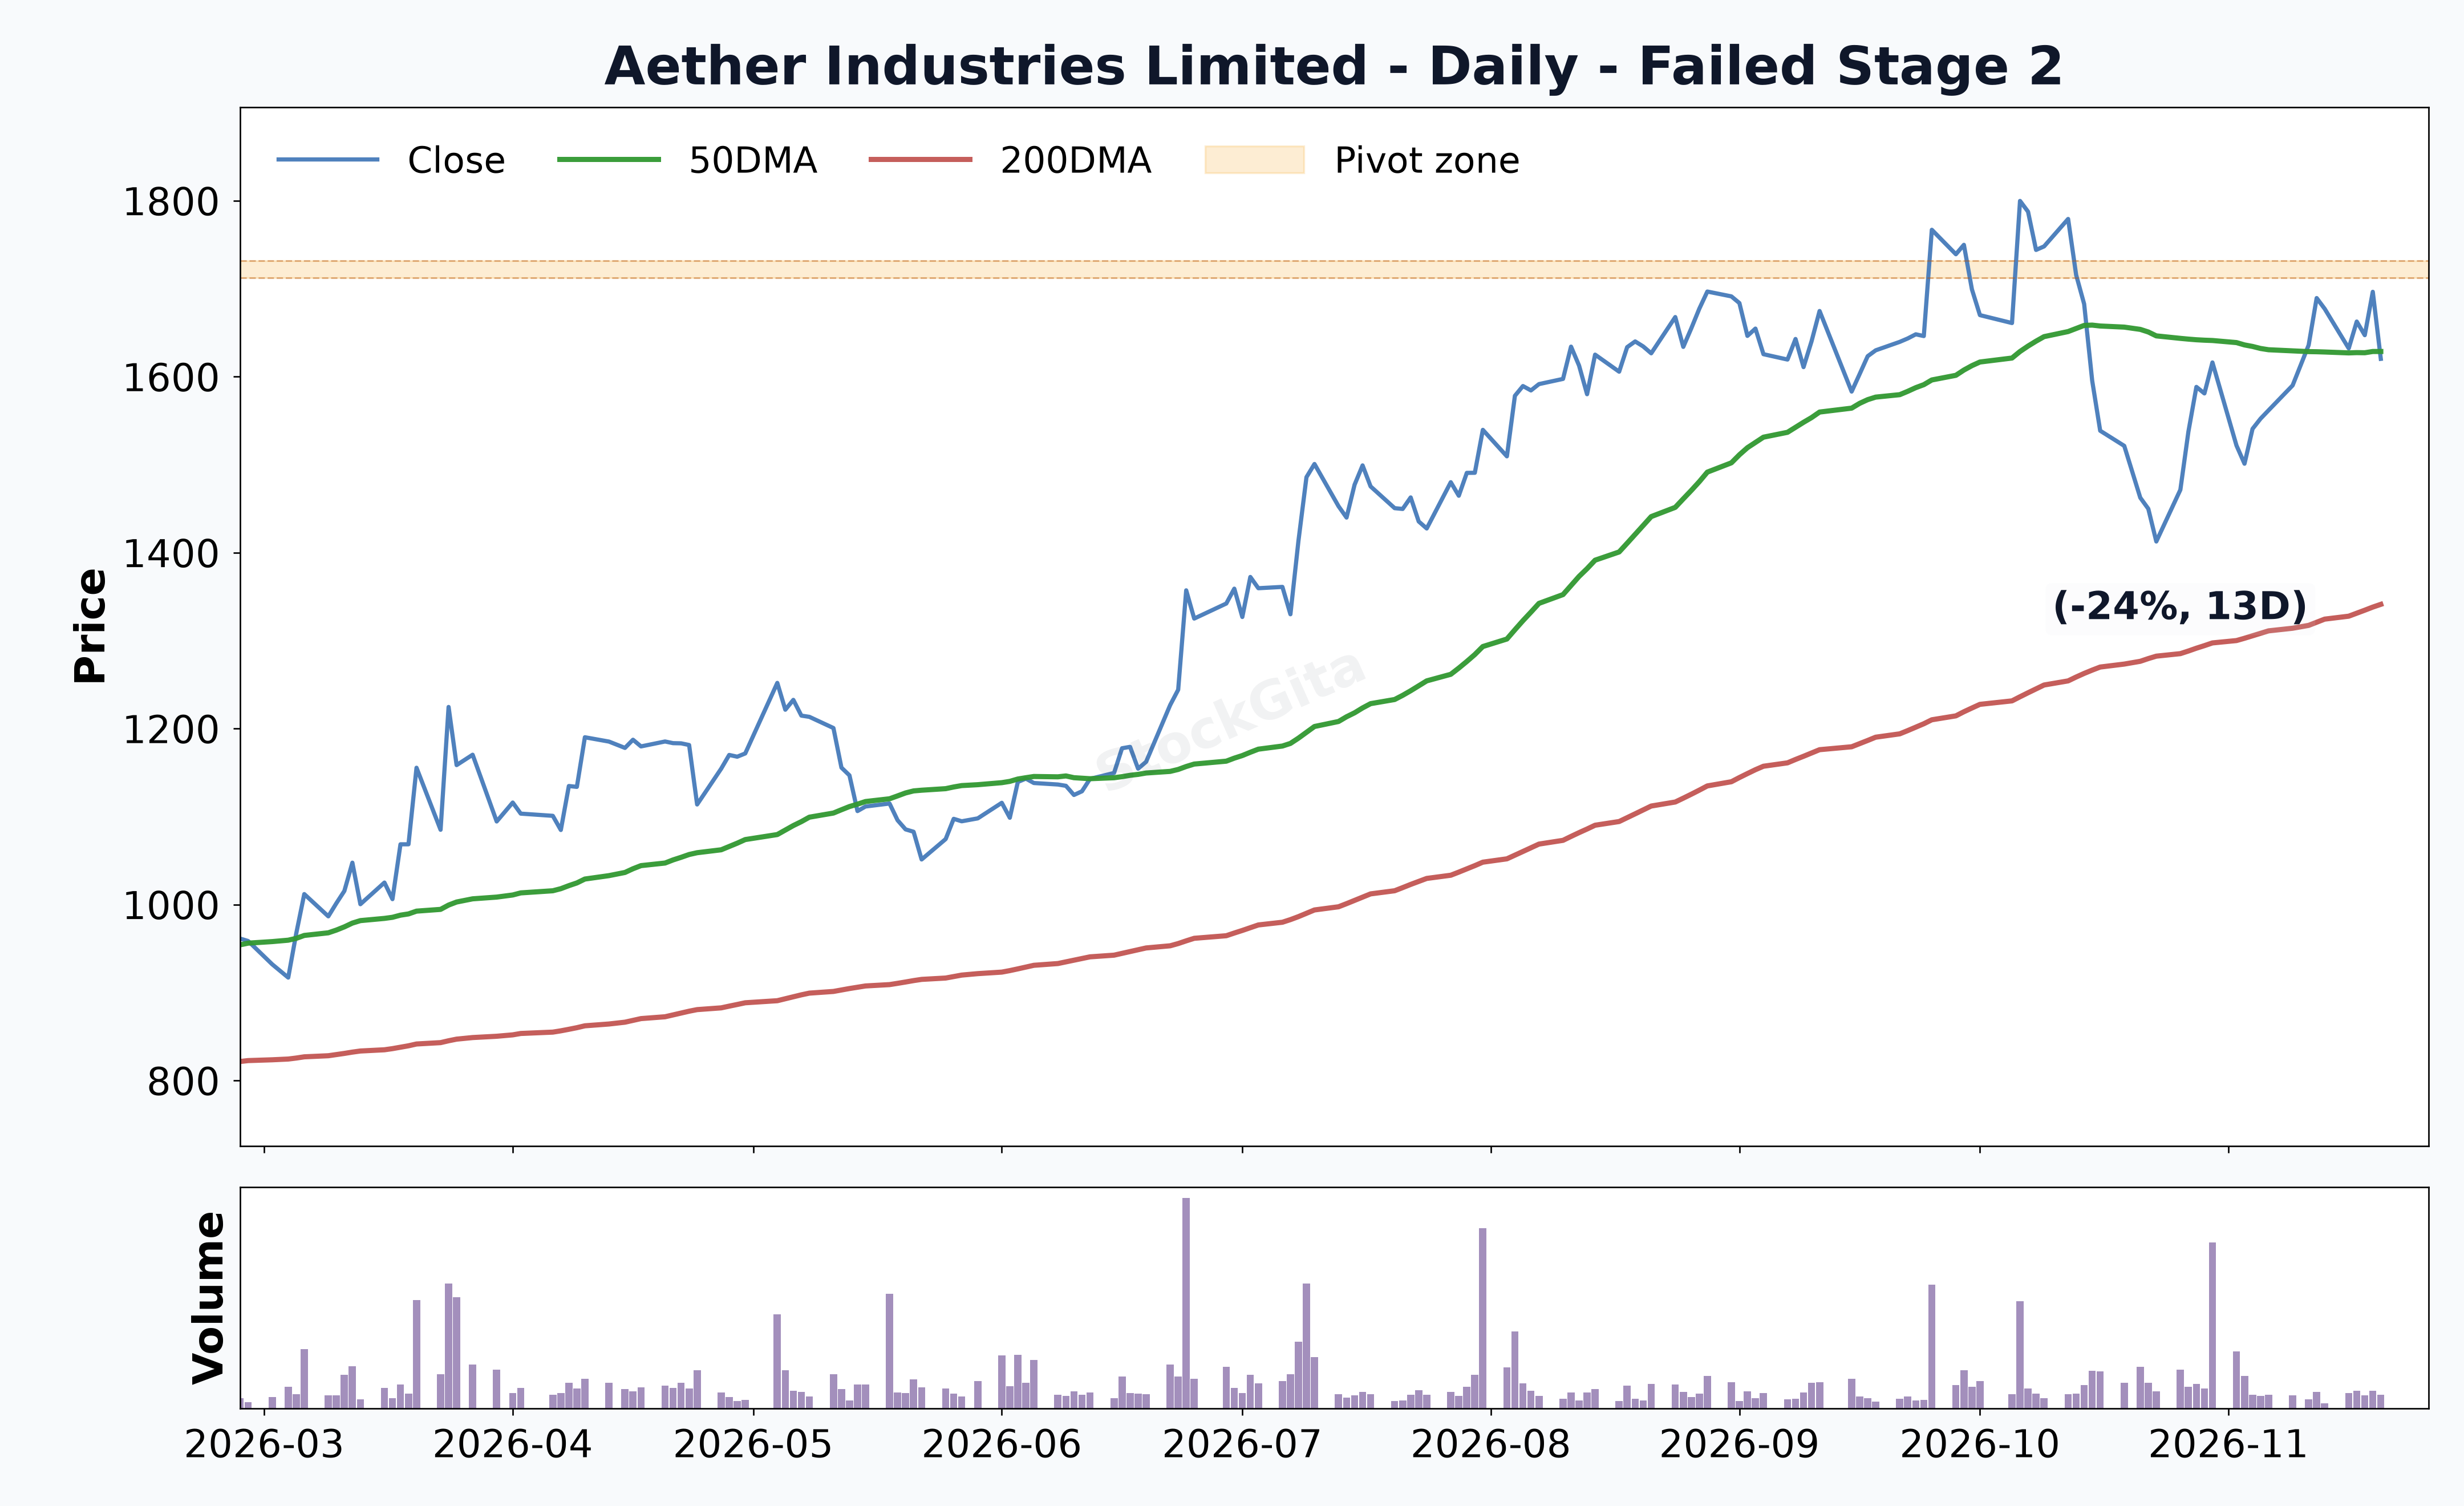 Aether Industries Limited - Daily - Failed Stage 2
Close 50DMA 200DMA Pivot zone
1800
1600
1400
1200
1000
800
Price
(-24%, 13D)
StockGita
Volume
2026-03 2026-04 2026-05 2026-06 2026-07 2026-08 2026-09 2026-10 2026-11